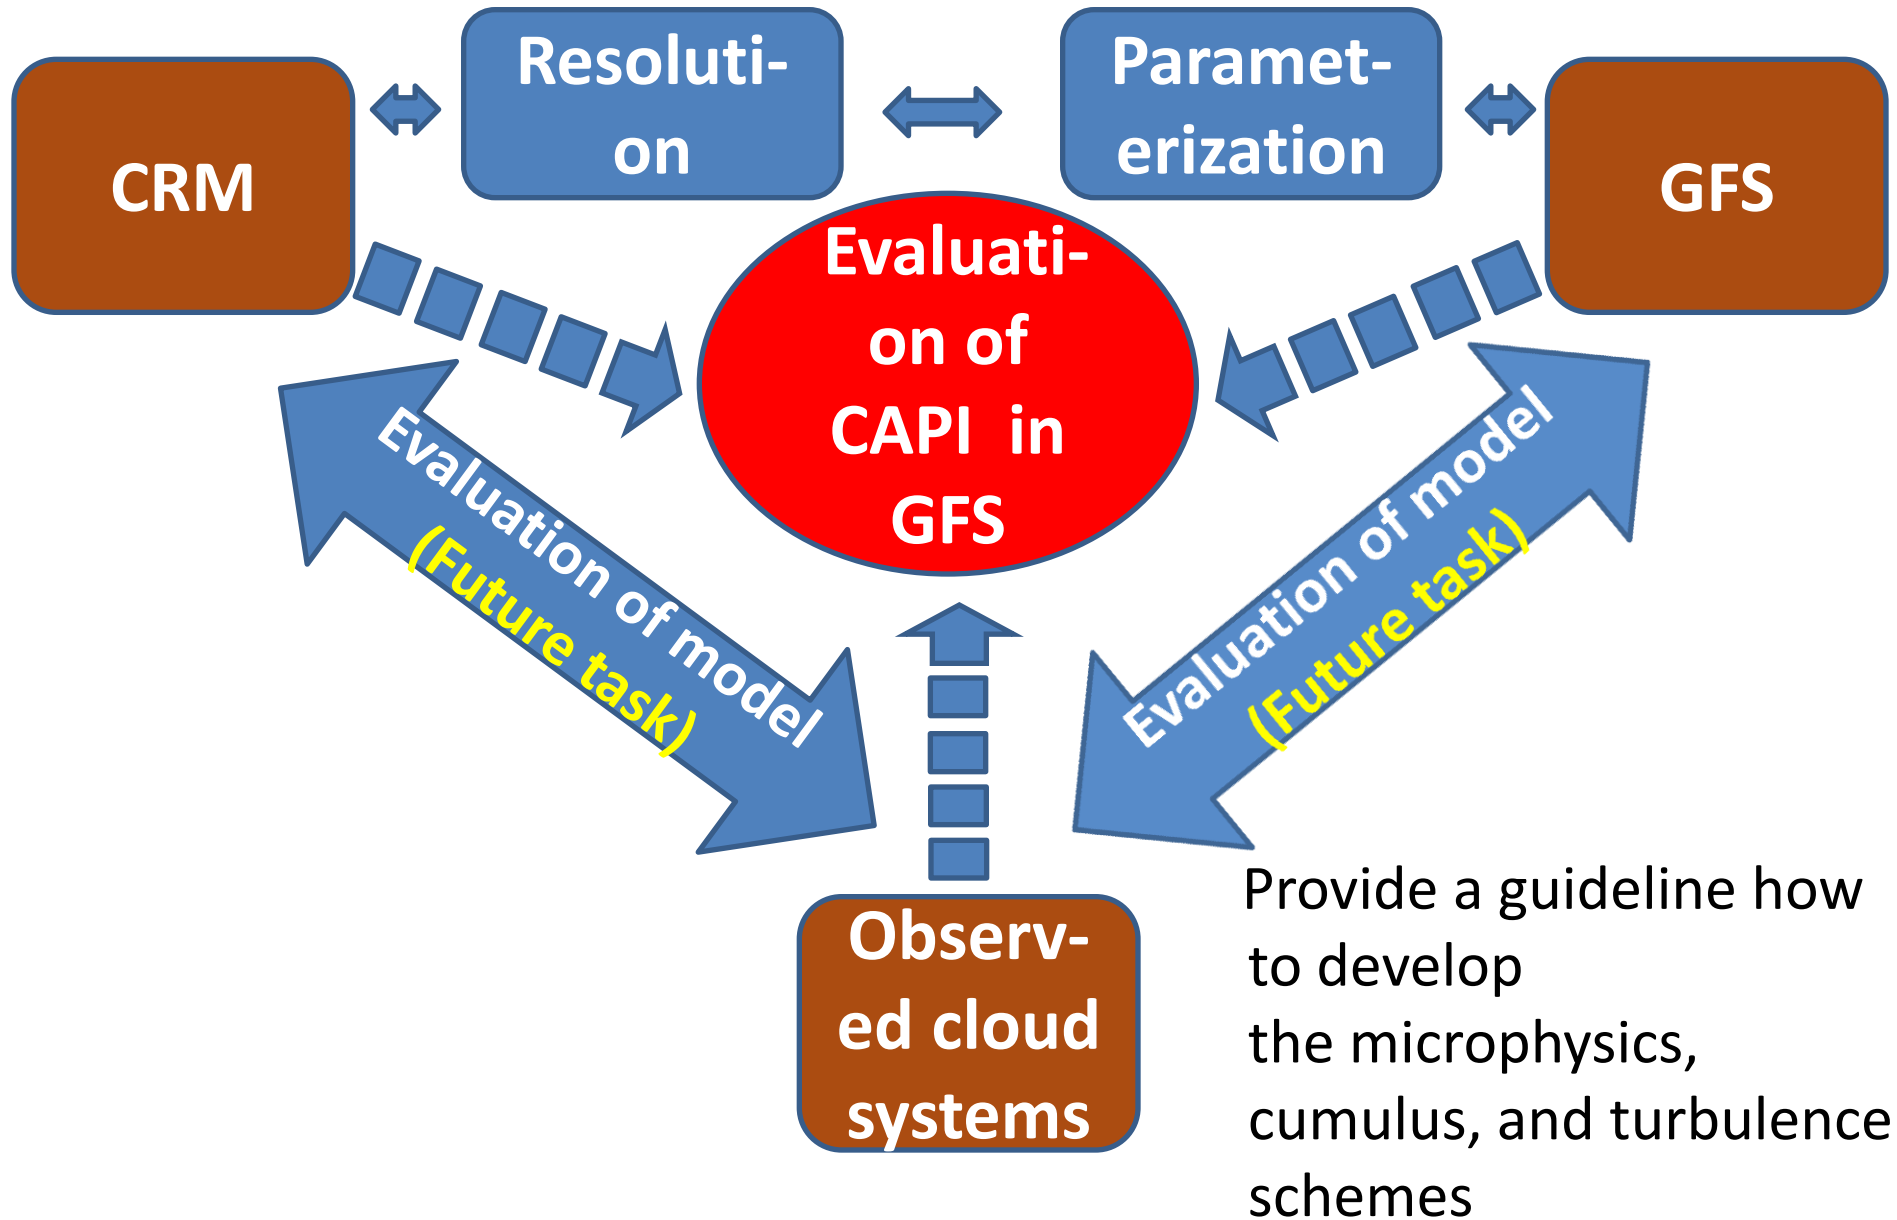 Resoluti-
on
Paramet-
erization
CRM
GFS
Evaluati-
on of
CAPI  in
GFS
Evaluation of model
(Future task)
Evaluation of model
(Future task)
Observ-
ed cloud
systems
Provide a guideline how
to develop
the microphysics,
cumulus, and turbulence
schemes